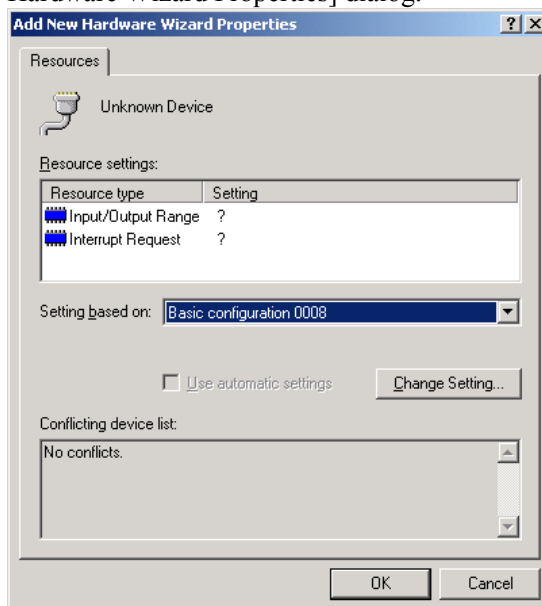 Hardware Wizard Properties] dialog.
Add New Hardware Wizard Properties
Resources
Unknown Device
Resource settings:
Resource type Setting
Input/Output Range ?
Interrupt Request ?
Setting based on: Basic configuration 0008
Use automatic settings Change Setting...
Conflicting device list:
No conflicts.
OK Cancel